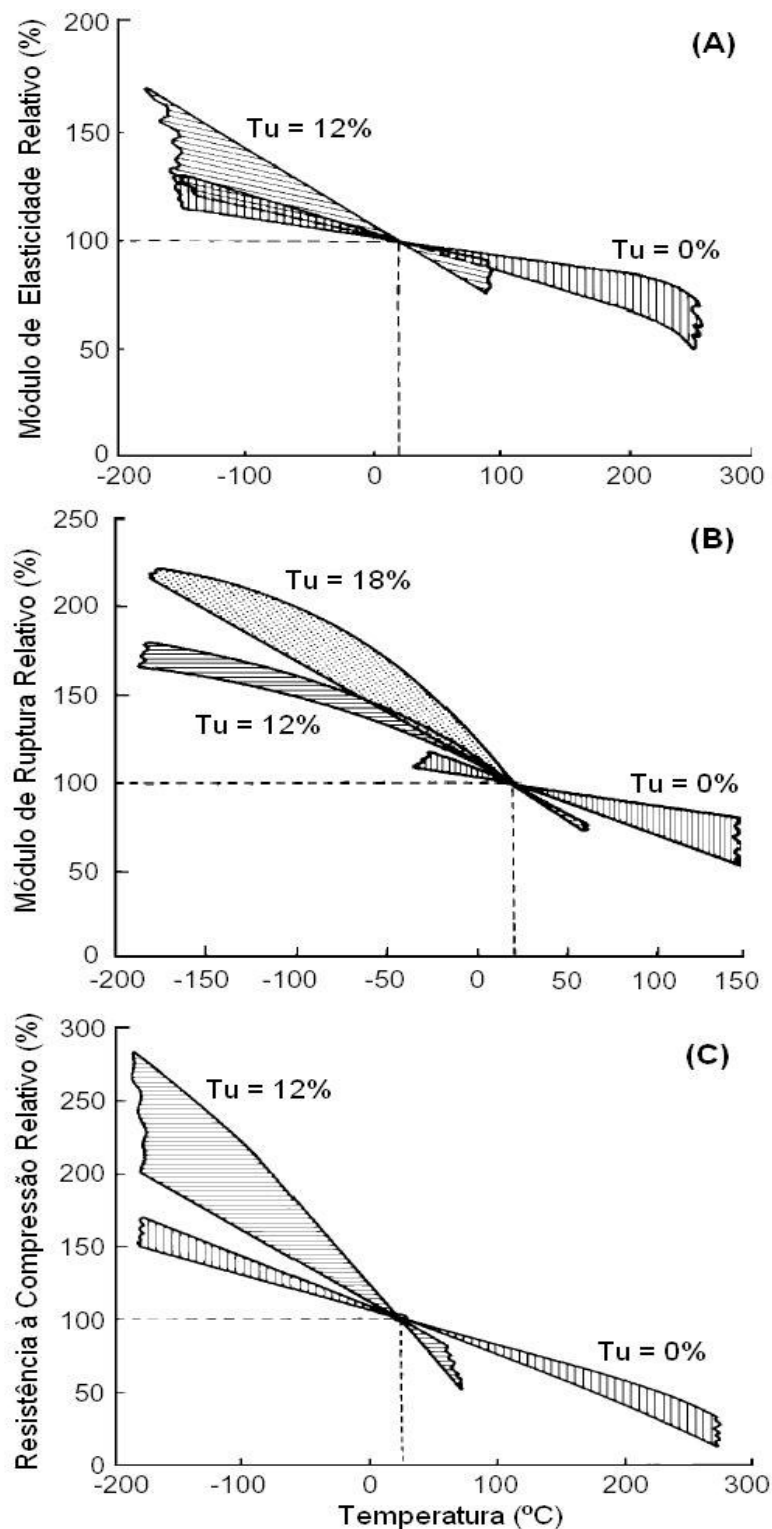 (A)
Módulo de Elasticidade Relativo (%)
200
150
100
50
0
Tu = 12%
Tu = 0%
-200 -100 0 100 200 300
(B)
Módulo de Ruptura Relativo (%)
250
200
150
100
50
0
Tu = 18%
Tu = 12%
Tu = 0%
-200 -150 -100 -50 0 50 100 150
(C)
Resistência à Compressão Relativo (%)
300
250
200
150
100
50
0
Tu = 12%
Tu = 0%
-200 -100 0 100 200 300
Temperatura (ºC)